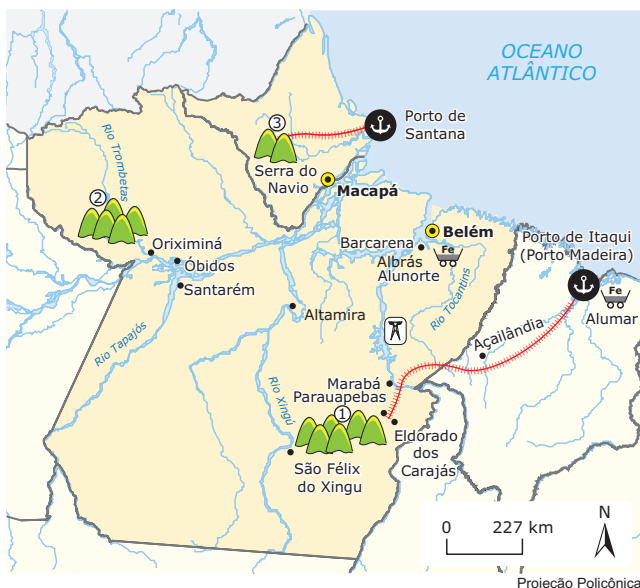 OCEANO
ATLÂNTICO
Porto de
Santana
3
Serra do
Navio
Rio Trombetas
2
Macapá
Belém
Porto de Itaqui
(Porto Madeira)
Fe
Fe
Alumar
Barcarena
Albrás
Alunorte
Oriximiná
Óbidos
Santarém
Rio Tocantins
Altamira
Açailândia
Rio Tapajós
Rio Xingú
Marabá
Parauapebas
1
Eldorado
dos
Carajás
São Félix
do Xingu
0 227 km
N
Projeção Policônica